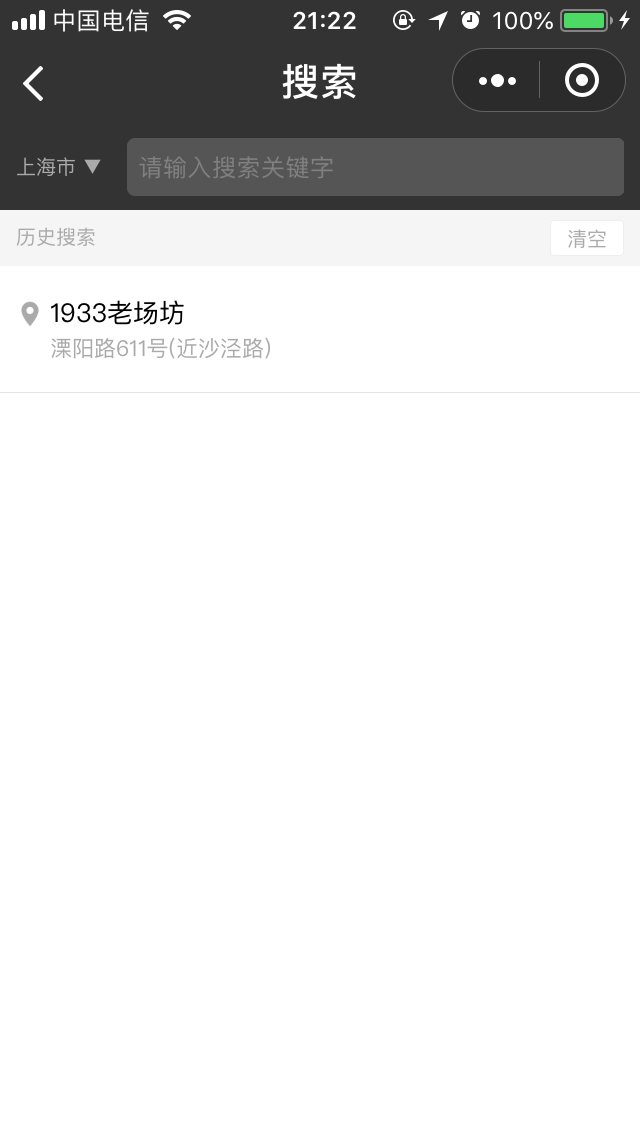 中国电信 21:22 100%
搜索
上海市 ▼ 请输入搜索关键字
历史搜索 清空
1933老场坊
溧阳路611号(近沙泾路)